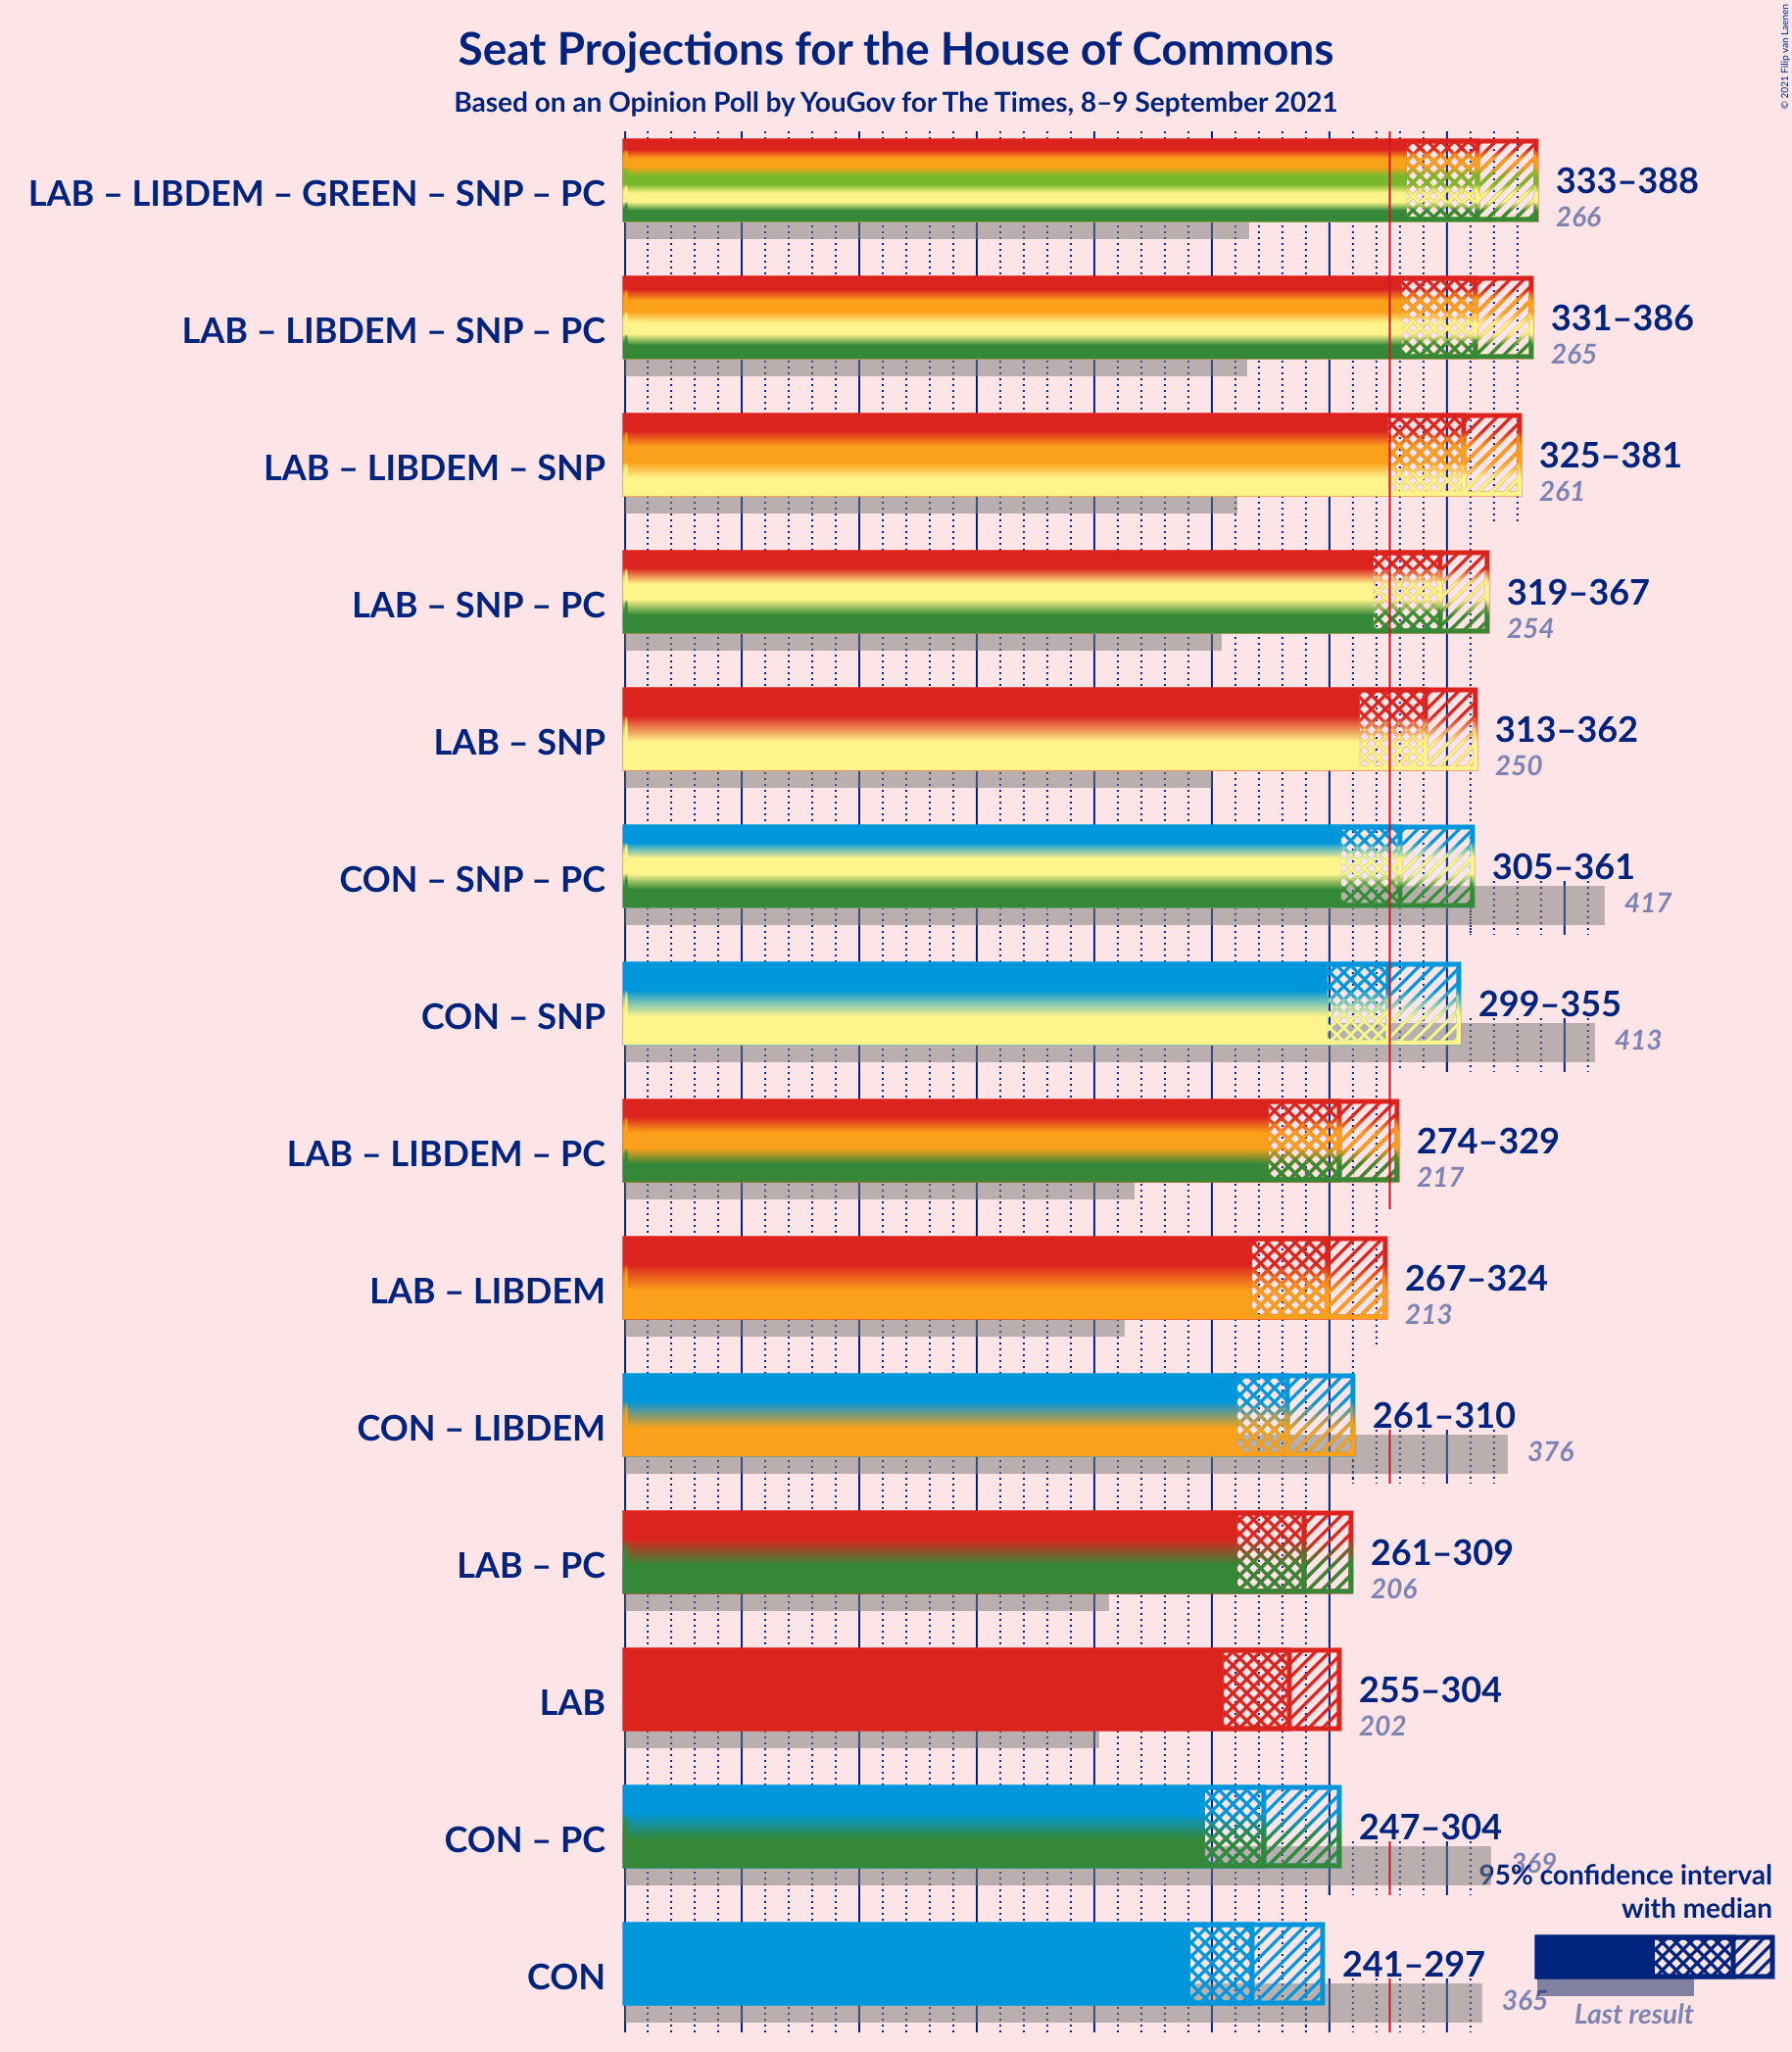 Seat Projections for the House of Commons
Based on an Opinion Poll by YouGov for The Times, 8–9 September 2021
© 2021 Filip van Laenen
LAB – LIBDEM – GREEN – SNP – PC
333–388
266
LAB – LIBDEM – SNP – PC
331–386
265
LAB – LIBDEM – SNP
325–381
261
LAB – SNP – PC
319–367
254
LAB – SNP
313–362
250
CON – SNP – PC
305–361
417
CON – SNP
299–355
413
LAB – LIBDEM – PC
274–329
217
LAB – LIBDEM
267–324
213
CON – LIBDEM
261–310
376
LAB – PC
261–309
206
LAB
255–304
202
CON – PC
247–304
369
95% confidence interval
with median
CON
241–297
365
Last result